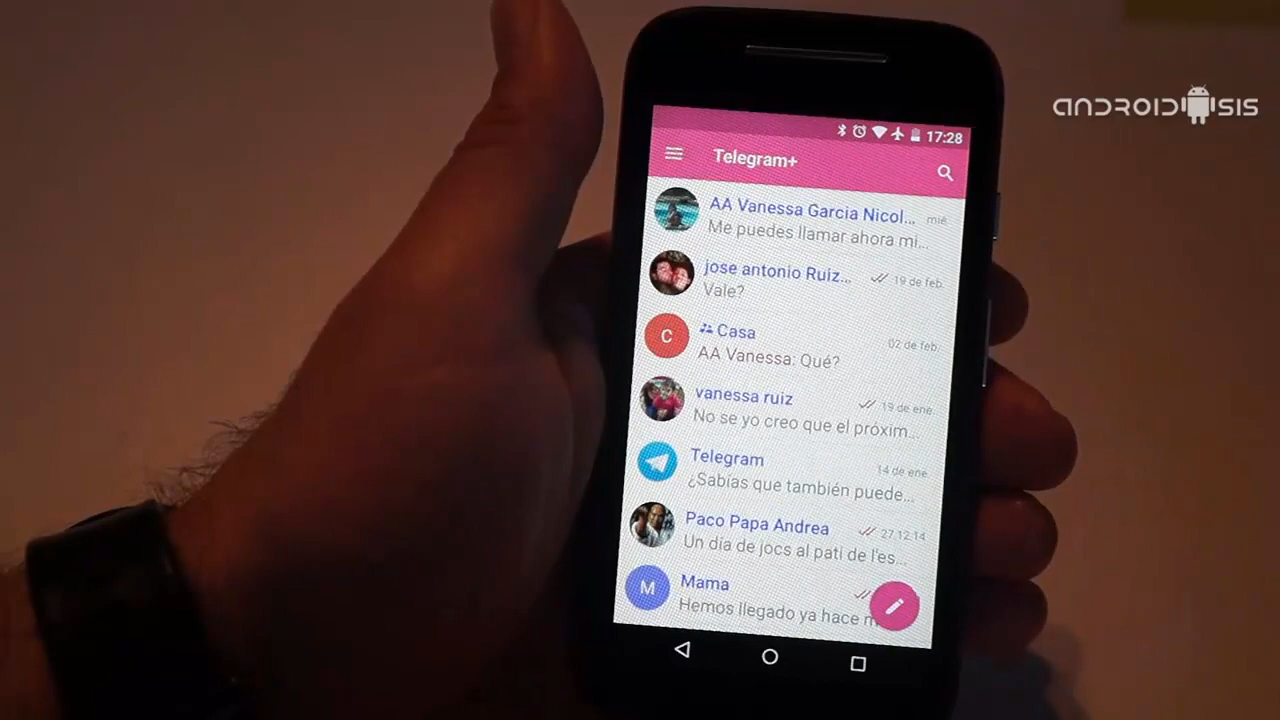 ANDROIDSIS
17:28
Telegram+
AA Vanessa Garcia Nicol... mié.
Me puedes llamar ahora mi...
jose antonio Ruiz... 19 de feb.
Vale?
C Casa 02 de feb.
AA Vanessa: Qué?
vanessa ruiz 19 de ene.
No se yo creo que el próxim...
Telegram 14 de ene.
¿Sabías que también puede...
Paco Papa Andrea 27.12.14
Un dia de jocs al pati de l'es...
M Mama
Hemos llegado ya hace